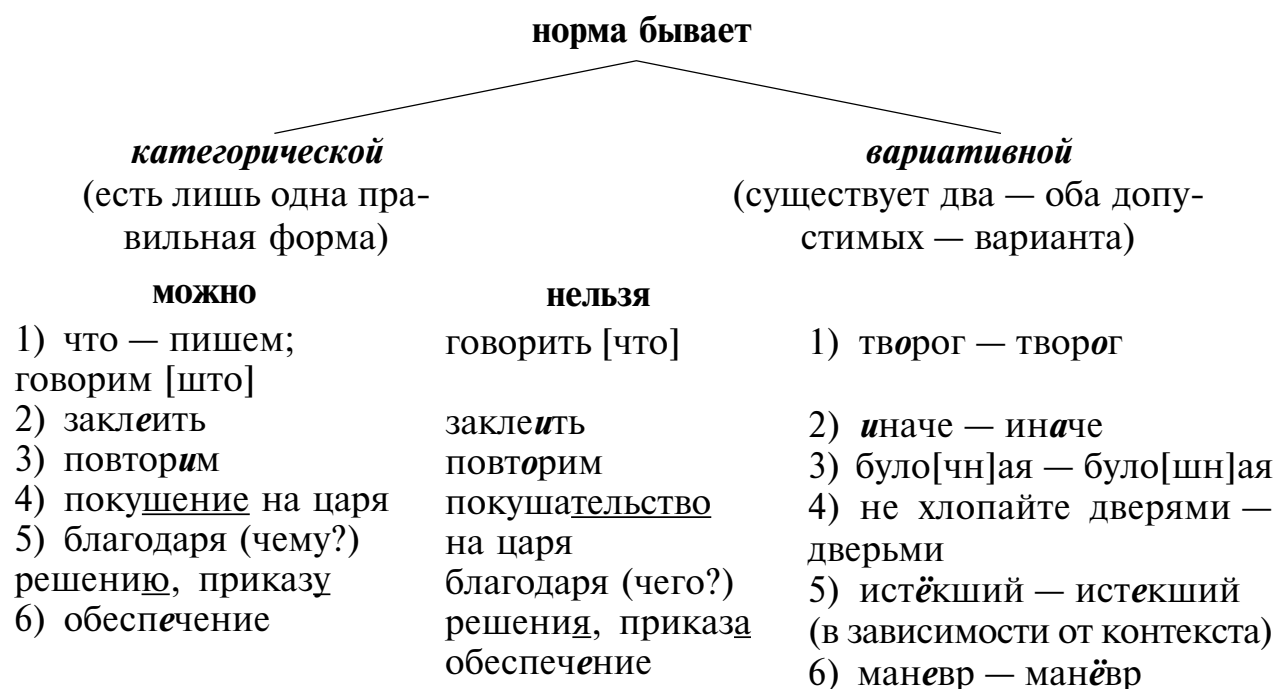 норма бывает
категорической
(есть лишь одна пра-
вильная форма)
вариативной
(существует два — оба допу-
стимых — варианта)
можно
1) что — пишем;
говорим [што]
2) заклеить
3) повторим
4) покушение на царя
5) благодаря (чему?)
решению, приказу
6) обеспечение
нельзя
говорить [что]
заклеить
повторим
покушательство
на царя
благодаря (чего?)
решения, приказа
обеспечение
1) творог — творог
2) иначе — иначе
3) було[чн]ая — було[шн]ая
4) не хлопайте дверями —
дверьми
5) истёкший — истекший
(в зависимости от контекста)
6) маневр — манёвр